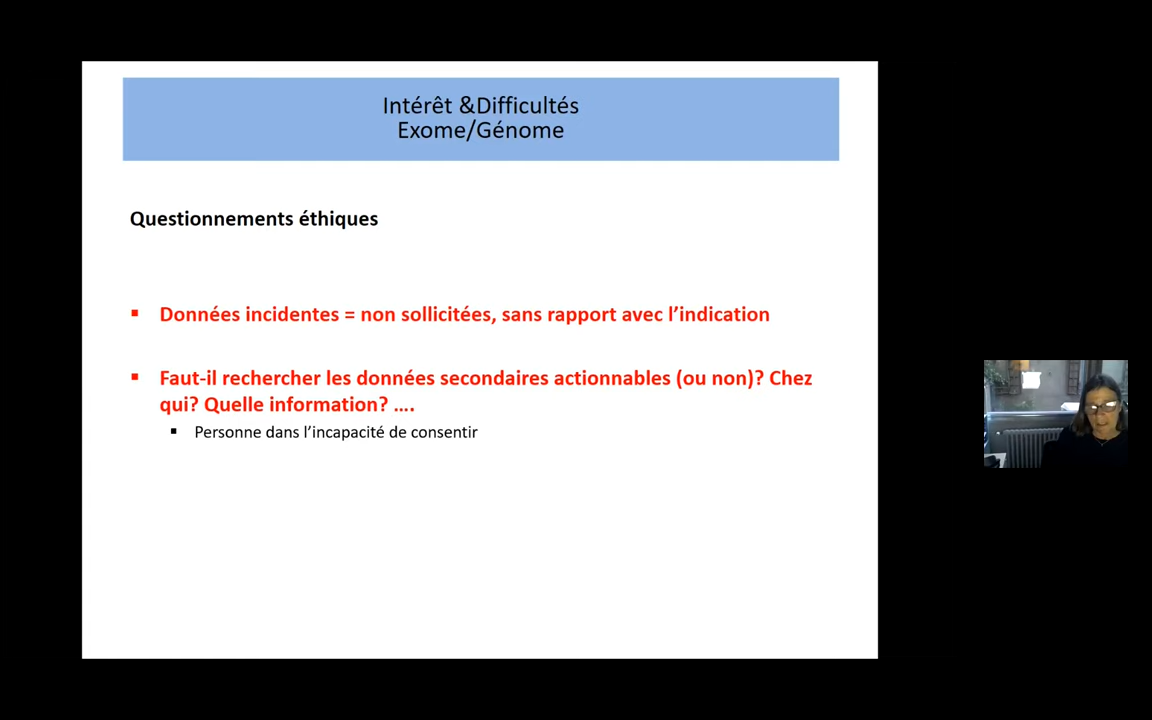 Intérêt &Difficultés
Exome/Génome
Questionnements éthiques
▪ Données incidentes = non sollicitées, sans rapport avec l’indication
▪ Faut-il rechercher les données secondaires actionnables (ou non)? Chez
qui? Quelle information? ….
▪ Personne dans l’incapacité de consentir